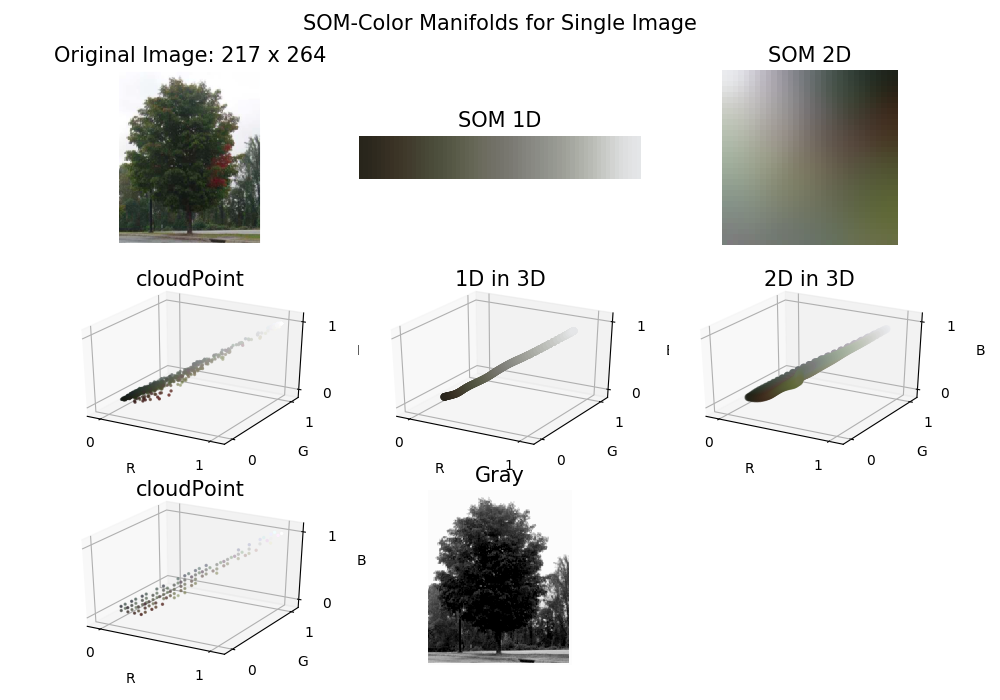 SOM-Color Manifolds for Single Image
Original Image: 217 x 264
SOM 1D
SOM 2D
cloudPoint
1
0
0
1
R
0
1
G
1D in 3D
1
0
0
1
R
0
1
G
2D in 3D
1
0
0
1
R
0
1
G
B
cloudPoint
1
0
0
1
R
0
1
G
B
Gray